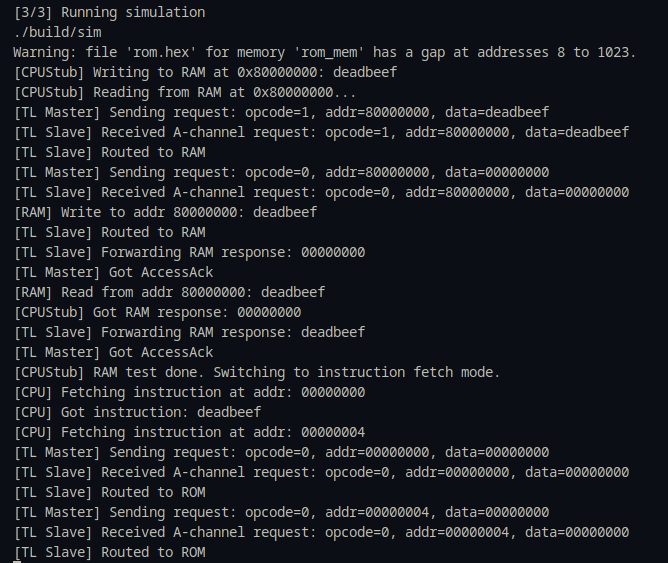 [3/3] Running simulation
./build/sim
Warning: file 'rom.hex' for memory 'rom_mem' has a gap at addresses 8 to 1023.
[CPUStub] Writing to RAM at 0x80000000: deadbeef
[CPUStub] Reading from RAM at 0x80000000...
[TL Master] Sending request: opcode=1, addr=80000000, data=deadbeef
[TL Slave] Received A-channel request: opcode=1, addr=80000000, data=deadbeef
[TL Slave] Routed to RAM
[TL Master] Sending request: opcode=0, addr=80000000, data=00000000
[TL Slave] Received A-channel request: opcode=0, addr=80000000, data=00000000
[RAM] Write to addr 80000000: deadbeef
[TL Slave] Routed to RAM
[TL Slave] Forwarding RAM response: 00000000
[TL Master] Got AccessAck
[RAM] Read from addr 80000000: deadbeef
[CPUStub] Got RAM response: 00000000
[TL Slave] Forwarding RAM response: deadbeef
[TL Master] Got AccessAck
[CPUStub] RAM test done. Switching to instruction fetch mode.
[CPU] Fetching instruction at addr: 00000000
[CPU] Got instruction: deadbeef
[CPU] Fetching instruction at addr: 00000004
[TL Master] Sending request: opcode=0, addr=00000000, data=00000000
[TL Slave] Received A-channel request: opcode=0, addr=00000000, data=00000000
[TL Slave] Routed to ROM
[TL Master] Sending request: opcode=0, addr=00000004, data=00000000
[TL Slave] Received A-channel request: opcode=0, addr=00000004, data=00000000
[TL Slave] Routed to ROM